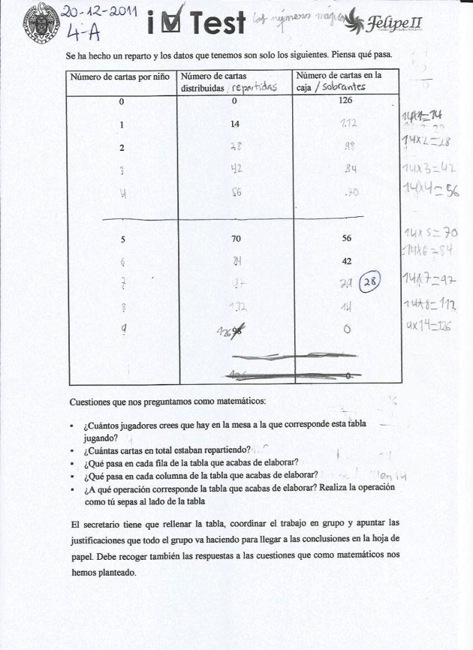 20-12-2011
4-A
i Test
los números
Felipe II
Se ha hecho un reparto y los datos que tenemos son solo los siguientes. Piensa qué pasa.
Número de cartas por niño Número de cartas distribuidas / repartidas Número de cartas en la caja / sobrantes
0 0 126
1 14 112 14x1=14
2 28 98 14x2=28
3 42 84 14x3=42
4 56 70 14x4=56
5 70 56 14x5=70
6 84 42 14x6=84
7 28 14x7=
8 14 14x8=112
9 126 0 9x14=126
0
Cuestiones que nos preguntamos como matemáticos:
• ¿Cuántos jugadores crees que hay en la mesa a la que corresponde esta tabla
jugando?
• ¿Cuántas cartas en total estaban repartiendo?
• ¿Qué pasa en cada fila de la tabla que acabas de elaborar?
• ¿Qué pasa en cada columna de la tabla que acabas de elaborar?
• ¿A qué operación corresponde la tabla que acabas de elaborar? Realiza la operación
como tú sepas al lado de la tabla
El secretario tiene que rellenar la tabla, coordinar el trabajo en grupo y apuntar las
justificaciones que todo el grupo va haciendo para llegar a las conclusiones en la hoja de
papel. Debe recoger también las respuestas a las cuestiones que como matemáticos nos
hemos planteado.